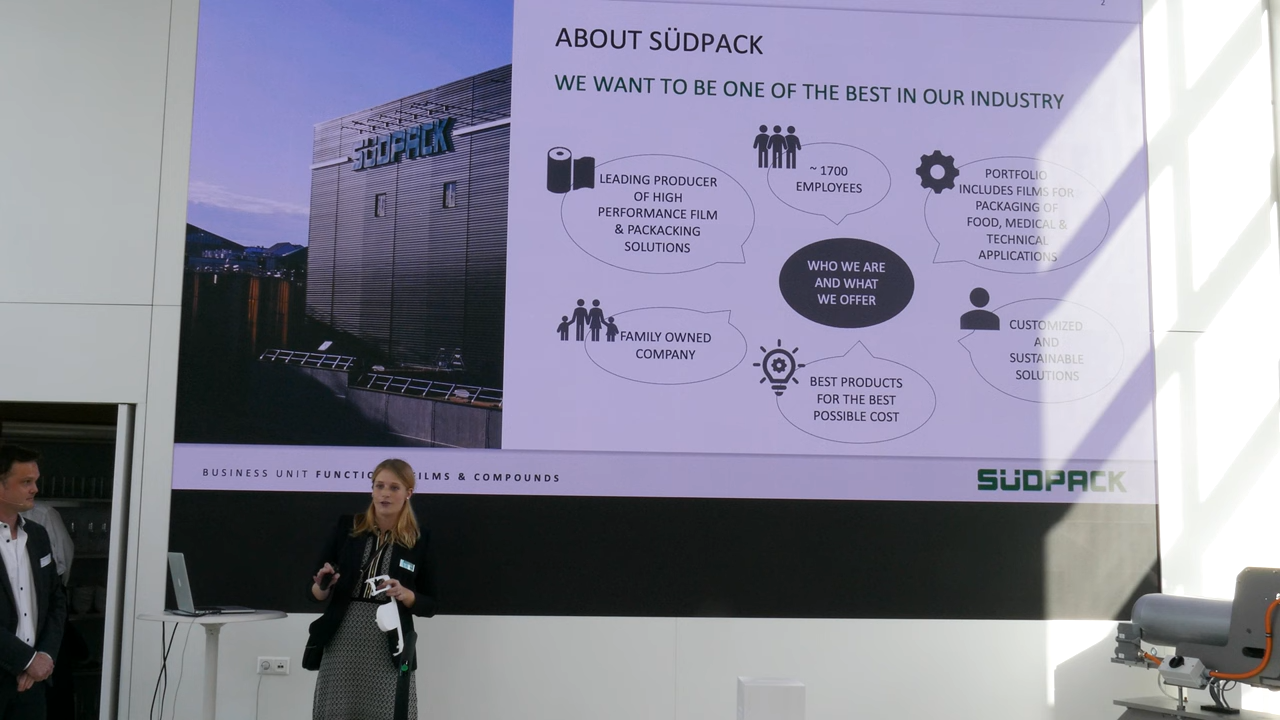 2
ABOUT SÜDPACK
WE WANT TO BE ONE OF THE BEST IN OUR INDUSTRY
SÜDPACK
LEADING PRODUCER
OF HIGH
PERFORMANCE FILM
& PACKACKING
SOLUTIONS
~ 1700
EMPLOYEES
PORTFOLIO
INCLUDES FILMS FOR
PACKAGING OF
FOOD, MEDICAL &
TECHNICAL
APPLICATIONS
WHO WE ARE
AND WHAT
WE OFFER
FAMILY OWNED
COMPANY
BEST PRODUCTS
FOR THE BEST
POSSIBLE COST
CUSTOMIZED
AND
SUSTAINABLE
SOLUTIONS
BUSINESS UNIT & COMPOUNDS
SÜDPACK